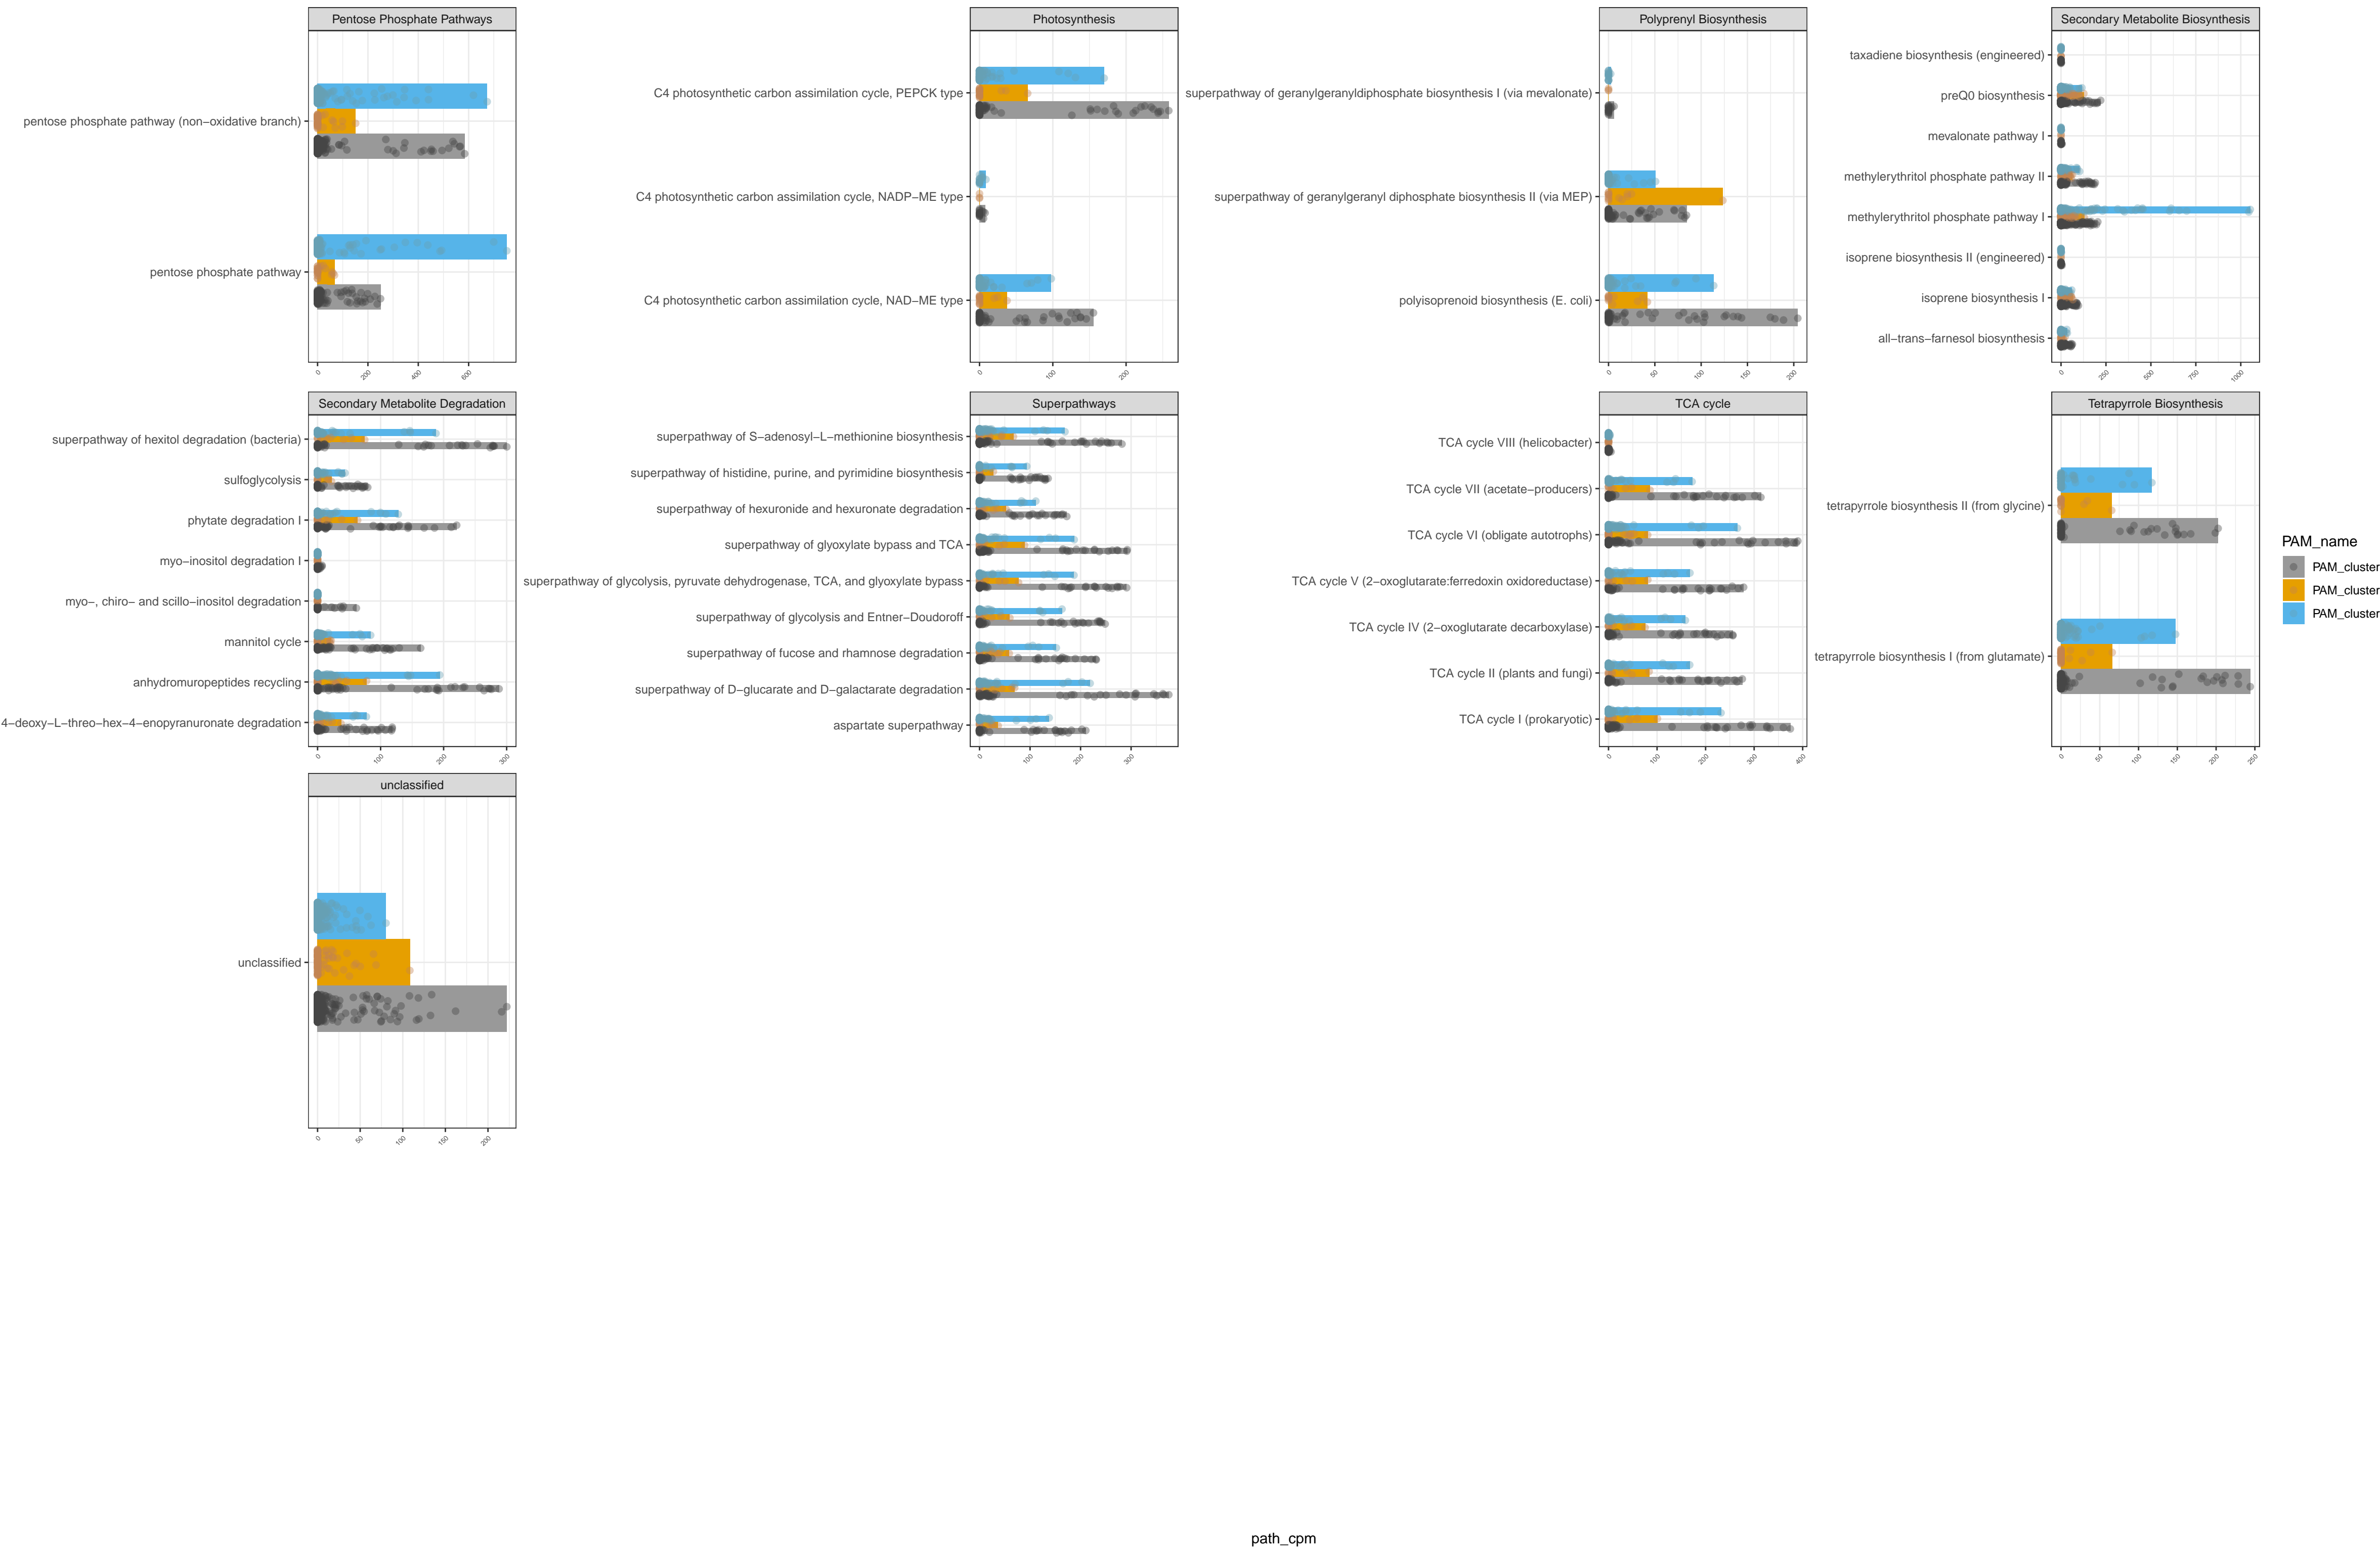 Pentose Phosphate Pathways
pentose phosphate pathway (non−oxidative branch)
pentose phosphate pathway
0 200 400 600
Photosynthesis
C4 photosynthetic carbon assimilation cycle, PEPCK type
C4 photosynthetic carbon assimilation cycle, NADP−ME type
C4 photosynthetic carbon assimilation cycle, NAD−ME type
0 100 200
Polyprenyl Biosynthesis
superpathway of geranylgeranyldiphosphate biosynthesis I (via mevalonate)
superpathway of geranylgeranyl diphosphate biosynthesis II (via MEP)
polyisoprenoid biosynthesis (E. coli)
0 50 100 150 200
Secondary Metabolite Biosynthesis
taxadiene biosynthesis (engineered)
preQ0 biosynthesis
mevalonate pathway I
methylerythritol phosphate pathway II
methylerythritol phosphate pathway I
isoprene biosynthesis II (engineered)
isoprene biosynthesis I
all−trans−farnesol biosynthesis
0 250 500 750 1000
Secondary Metabolite Degradation
superpathway of hexitol degradation (bacteria)
sulfoglycolysis
phytate degradation I
myo−inositol degradation I
myo−, chiro− and scillo−inositol degradation
mannitol cycle
anhydromuropeptides recycling
4−deoxy−L−threo−hex−4−enopyranuronate degradation
0 100 200 300
Superpathways
superpathway of S−adenosyl−L−methionine biosynthesis
superpathway of histidine, purine, and pyrimidine biosynthesis
superpathway of hexuronide and hexuronate degradation
superpathway of glyoxylate bypass and TCA
superpathway of glycolysis, pyruvate dehydrogenase, TCA, and glyoxylate bypass
superpathway of glycolysis and Entner−Doudoroff
superpathway of fucose and rhamnose degradation
superpathway of D−glucarate and D−galactarate degradation
aspartate superpathway
0 100 200 300
TCA cycle
TCA cycle VIII (helicobacter)
TCA cycle VII (acetate−producers)
TCA cycle VI (obligate autotrophs)
TCA cycle V (2−oxoglutarate:ferredoxin oxidoreductase)
TCA cycle IV (2−oxoglutarate decarboxylase)
TCA cycle II (plants and fungi)
TCA cycle I (prokaryotic)
0 100 200 300 400
Tetrapyrrole Biosynthesis
tetrapyrrole biosynthesis II (from glycine)
tetrapyrrole biosynthesis I (from glutamate)
0 50 100 150 200 250
PAM_name
PAM_cluster
PAM_cluster
PAM_cluster
unclassified
unclassified
0 50 100 150 200
path_cpm